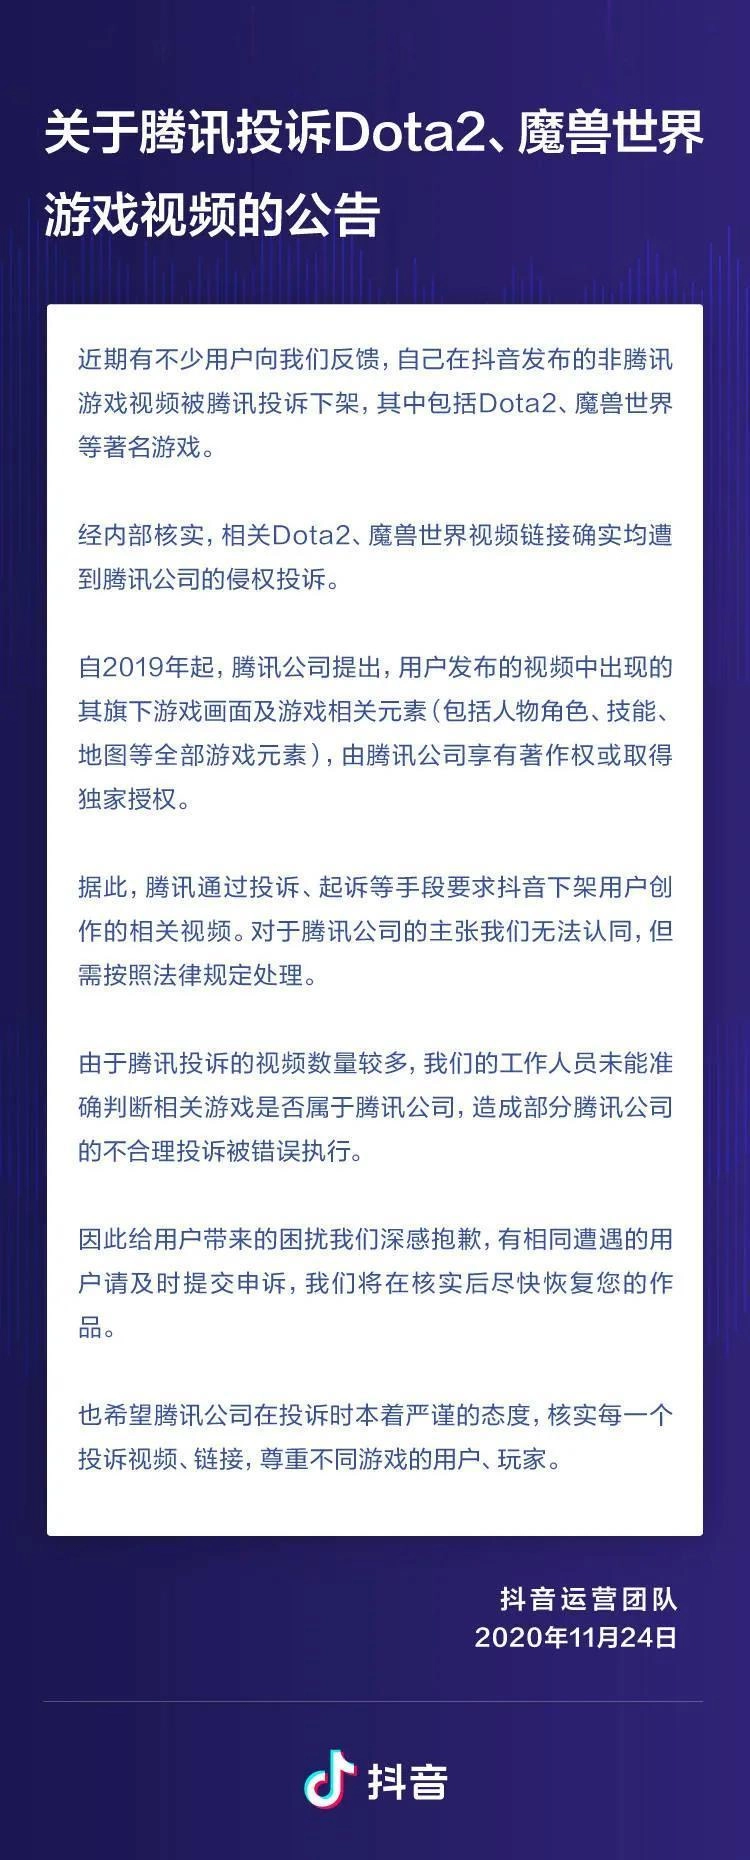 关于腾讯投诉Dota2、魔兽世界
游戏视频的公告
近期有不少用户向我们反馈，自己在抖音发布的非腾讯
游戏视频被腾讯投诉下架，其中包括Dota2、魔兽世界
等著名游戏。
经内部核实，相关Dota2、魔兽世界视频链接确实均遭
到腾讯公司的侵权投诉。
自2019年起，腾讯公司提出，用户发布的视频中出现的
其旗下游戏画面及游戏相关元素（包括人物角色、技能、
地图等全部游戏元素），由腾讯公司享有著作权或取得
独家授权。
据此，腾讯通过投诉、起诉等手段要求抖音下架用户创
作的相关视频。对于腾讯公司的主张我们无法认同，但
需按照法律规定处理。
由于腾讯投诉的视频数量较多，我们的工作人员未能准
确判断相关游戏是否属于腾讯公司，造成部分腾讯公司
的不合理投诉被错误执行。
因此给用户带来的困扰我们深感抱歉，有相同遭遇的用
户请及时提交申诉，我们将在核实后尽快恢复您的作
品。
也希望腾讯公司在投诉时本着严谨的态度，核实每一个
投诉视频、链接，尊重不同游戏的用户、玩家。
抖音运营团队
2020年11月24日
抖音